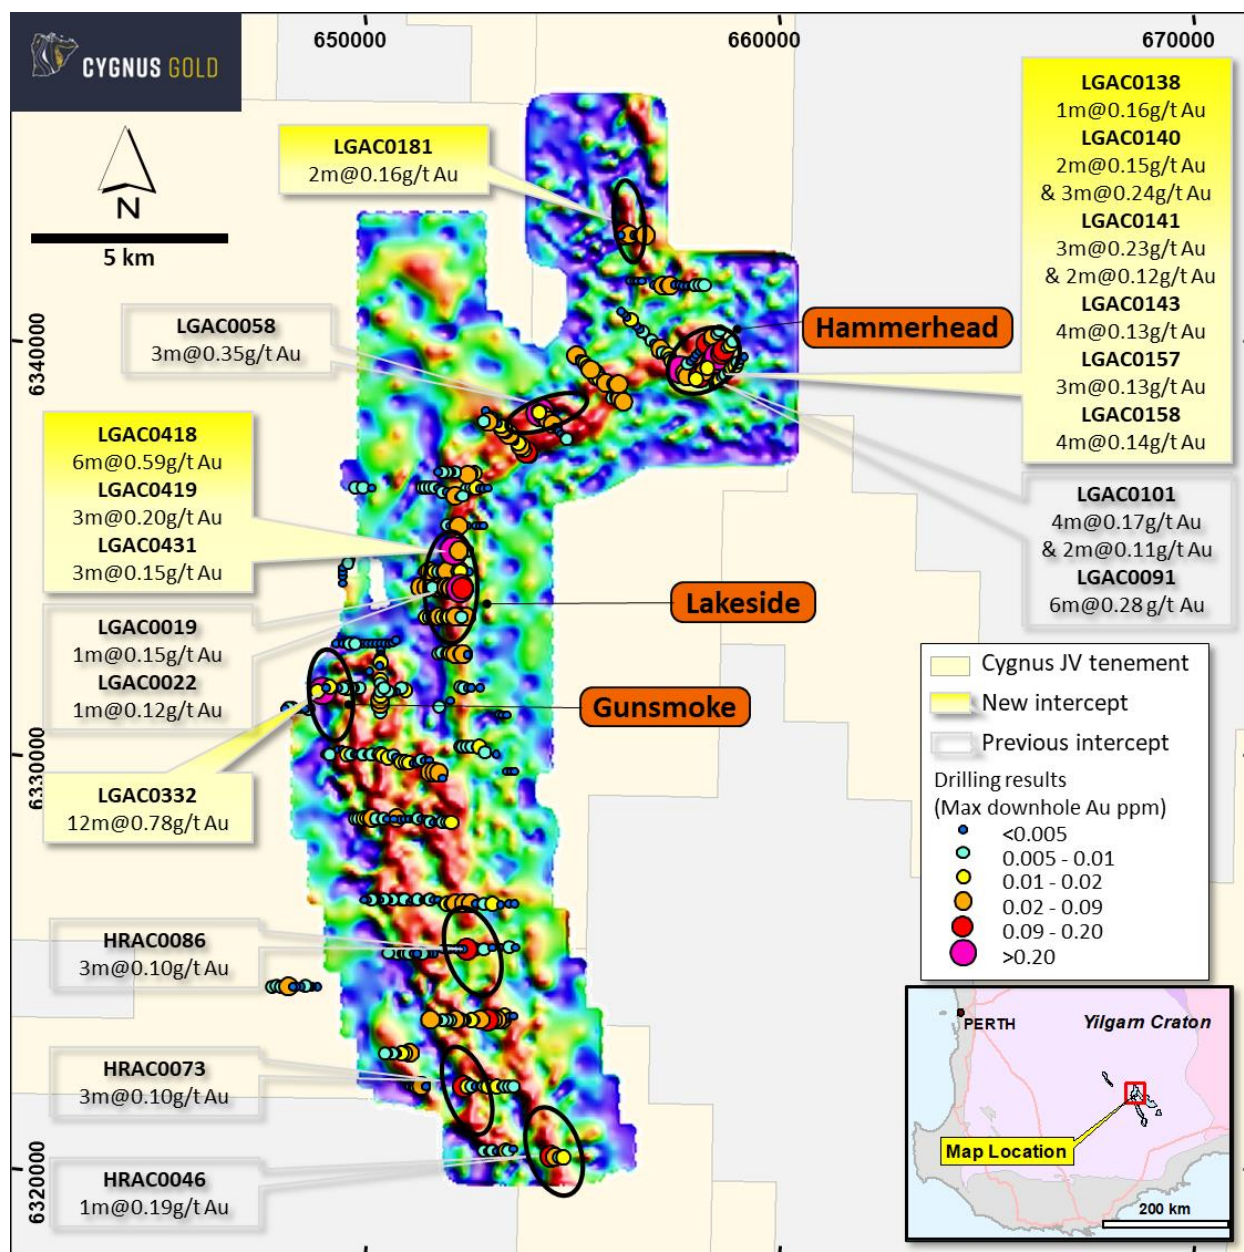 CYGNUS GOLD
650000
660000
670000
N
5 km
6340000
6330000
6320000
LGAC0181
2m@0.16g/t Au
LGAC0138
1m@0.16g/t Au
LGAC0140
2m@0.15g/t Au
& 3m@0.24g/t Au
LGAC0141
3m@0.23g/t Au
& 2m@0.12g/t Au
LGAC0143
4m@0.13g/t Au
LGAC0157
3m@0.13g/t Au
LGAC0158
4m@0.14g/t Au
Hammerhead
LGAC0058
3m@0.35g/t Au
LGAC0418
6m@0.59g/t Au
LGAC0419
3m@0.20g/t Au
LGAC0431
3m@0.15g/t Au
LGAC0101
4m@0.17g/t Au
& 2m@0.11g/t Au
LGAC0091
6m@0.28 g/t Au
Lakeside
LGAC0019
1m@0.15g/t Au
LGAC0022
1m@0.12g/t Au
Gunsmoke
LGAC0332
12m@0.78g/t Au
HRAC0086
3m@0.10g/t Au
HRAC0073
3m@0.10g/t Au
HRAC0046
1m@0.19g/t Au
Cygnus JV tenement
New intercept
Previous intercept
Drilling results
(Max downhole Au ppm)
<0.005
0.005 - 0.01
0.01 - 0.02
0.02 - 0.09
0.09 - 0.20
>0.20
PERTH
Yilgarn Craton
Map Location
200 km